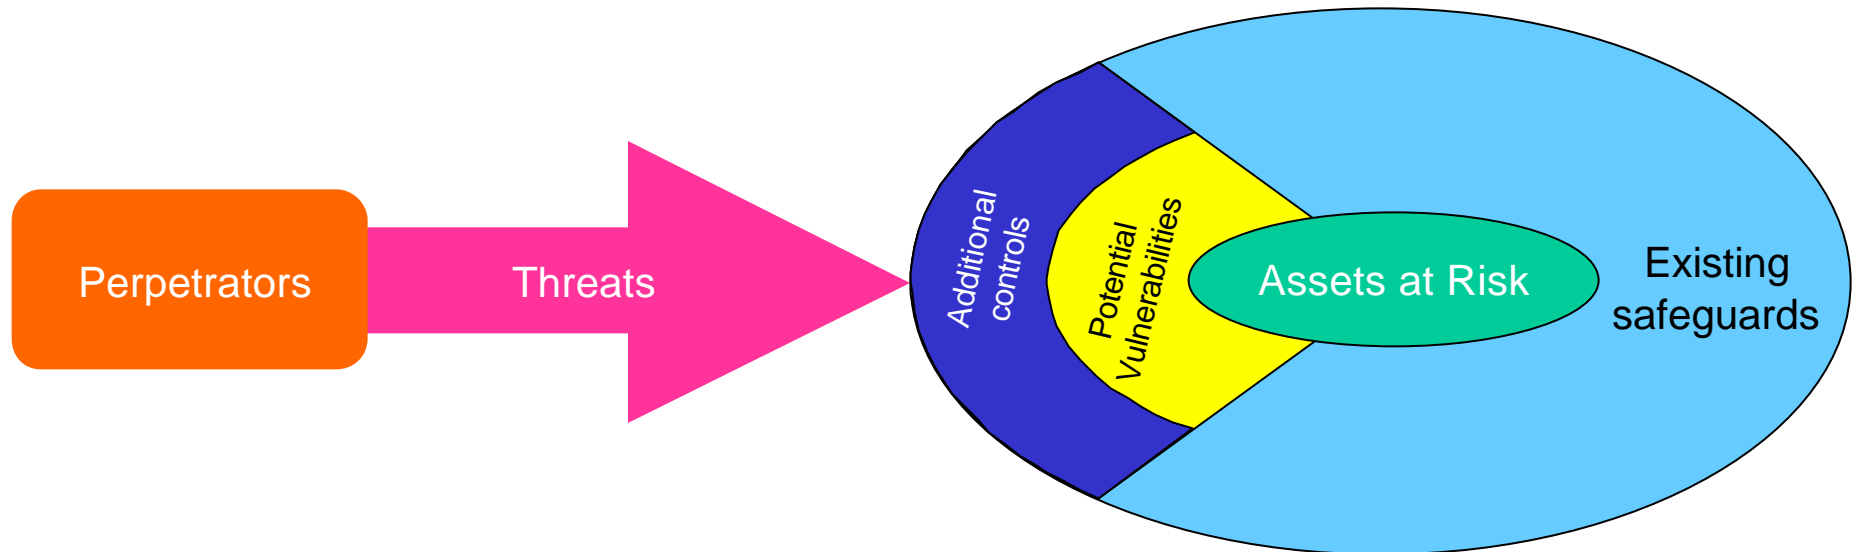 Perpetrators
Threats
Additional
controls
Potential
Vulnerabilities
Assets at Risk
Existing
safeguards